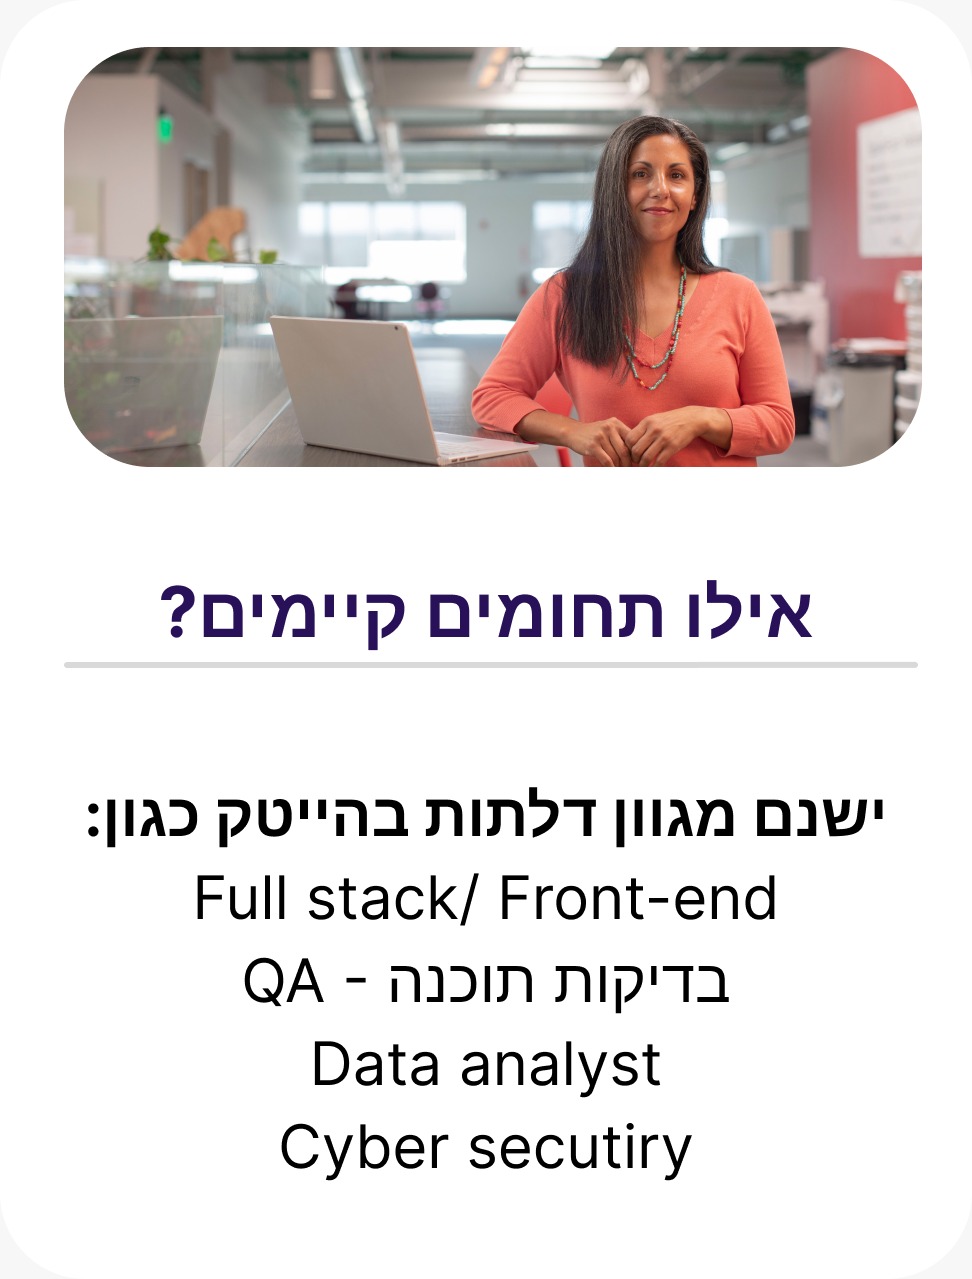 אילו תחומים קיימים?
ישנם מגוון דלתות בהייטק כגון:
Full stack/ Front-end
בדיקות תוכנה - QA
Data analyst
Cyber secutiry